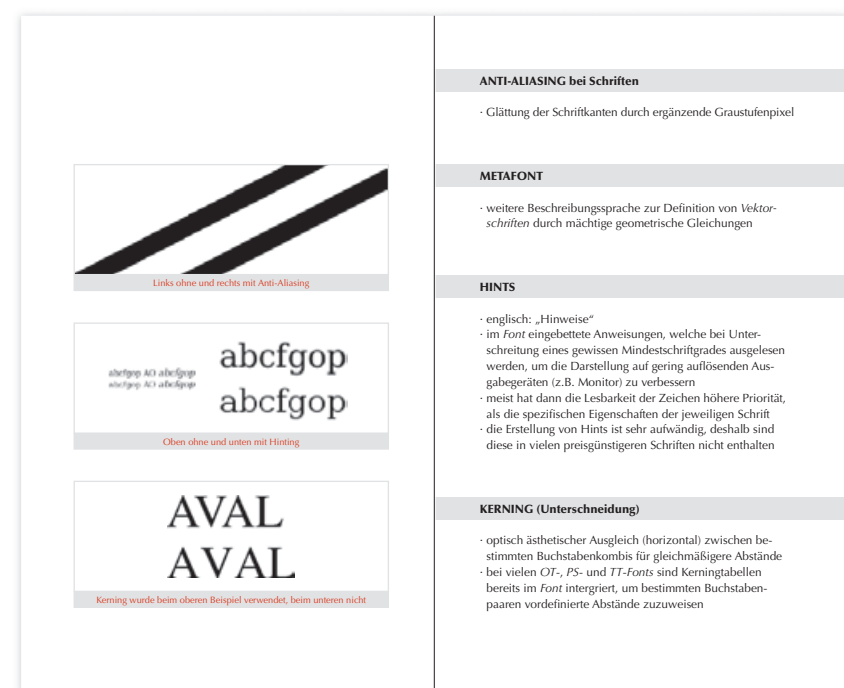 Links ohne und rechts mit Anti-Aliasing
abcfgop AO abcfgop
abcfgop AO abcfgop
abcfgop
abcfgop
Oben ohne und unten mit Hinting
AVAL
AVAL
Kerning wurde beim oberen Beispiel verwendet, beim unteren nicht
ANTI-ALIASING bei Schriften
· Glättung der Schriftkanten durch ergänzende Graustufenpixel
METAFONT
· weitere Beschreibungssprache zur Definition von Vektor-
schriften durch mächtige geometrische Gleichungen
HINTS
· englisch: „Hinweise“
· im Font eingebettete Anweisungen, welche bei Unter-
schreitung eines gewissen Mindestschriftgrades ausgelesen
werden, um die Darstellung auf gering auflösenden Aus-
gabegeräten (z.B. Monitor) zu verbessern
· meist hat dann die Lesbarkeit der Zeichen höhere Priorität,
als die spezifischen Eigenschaften der jeweiligen Schrift
· die Erstellung von Hints ist sehr aufwändig, deshalb sind
diese in vielen preisgünstigeren Schriften nicht enthalten
KERNING (Unterschneidung)
· optisch ästhetischer Ausgleich (horizontal) zwischen be-
stimmten Buchstabenkombis für gleichmäßigere Abstände
· bei vielen OT-, PS- und TT-Fonts sind Kerningtabellen
bereits im Font intergriert, um bestimmten Buchstaben-
paaren vordefinierte Abstände zuzuweisen